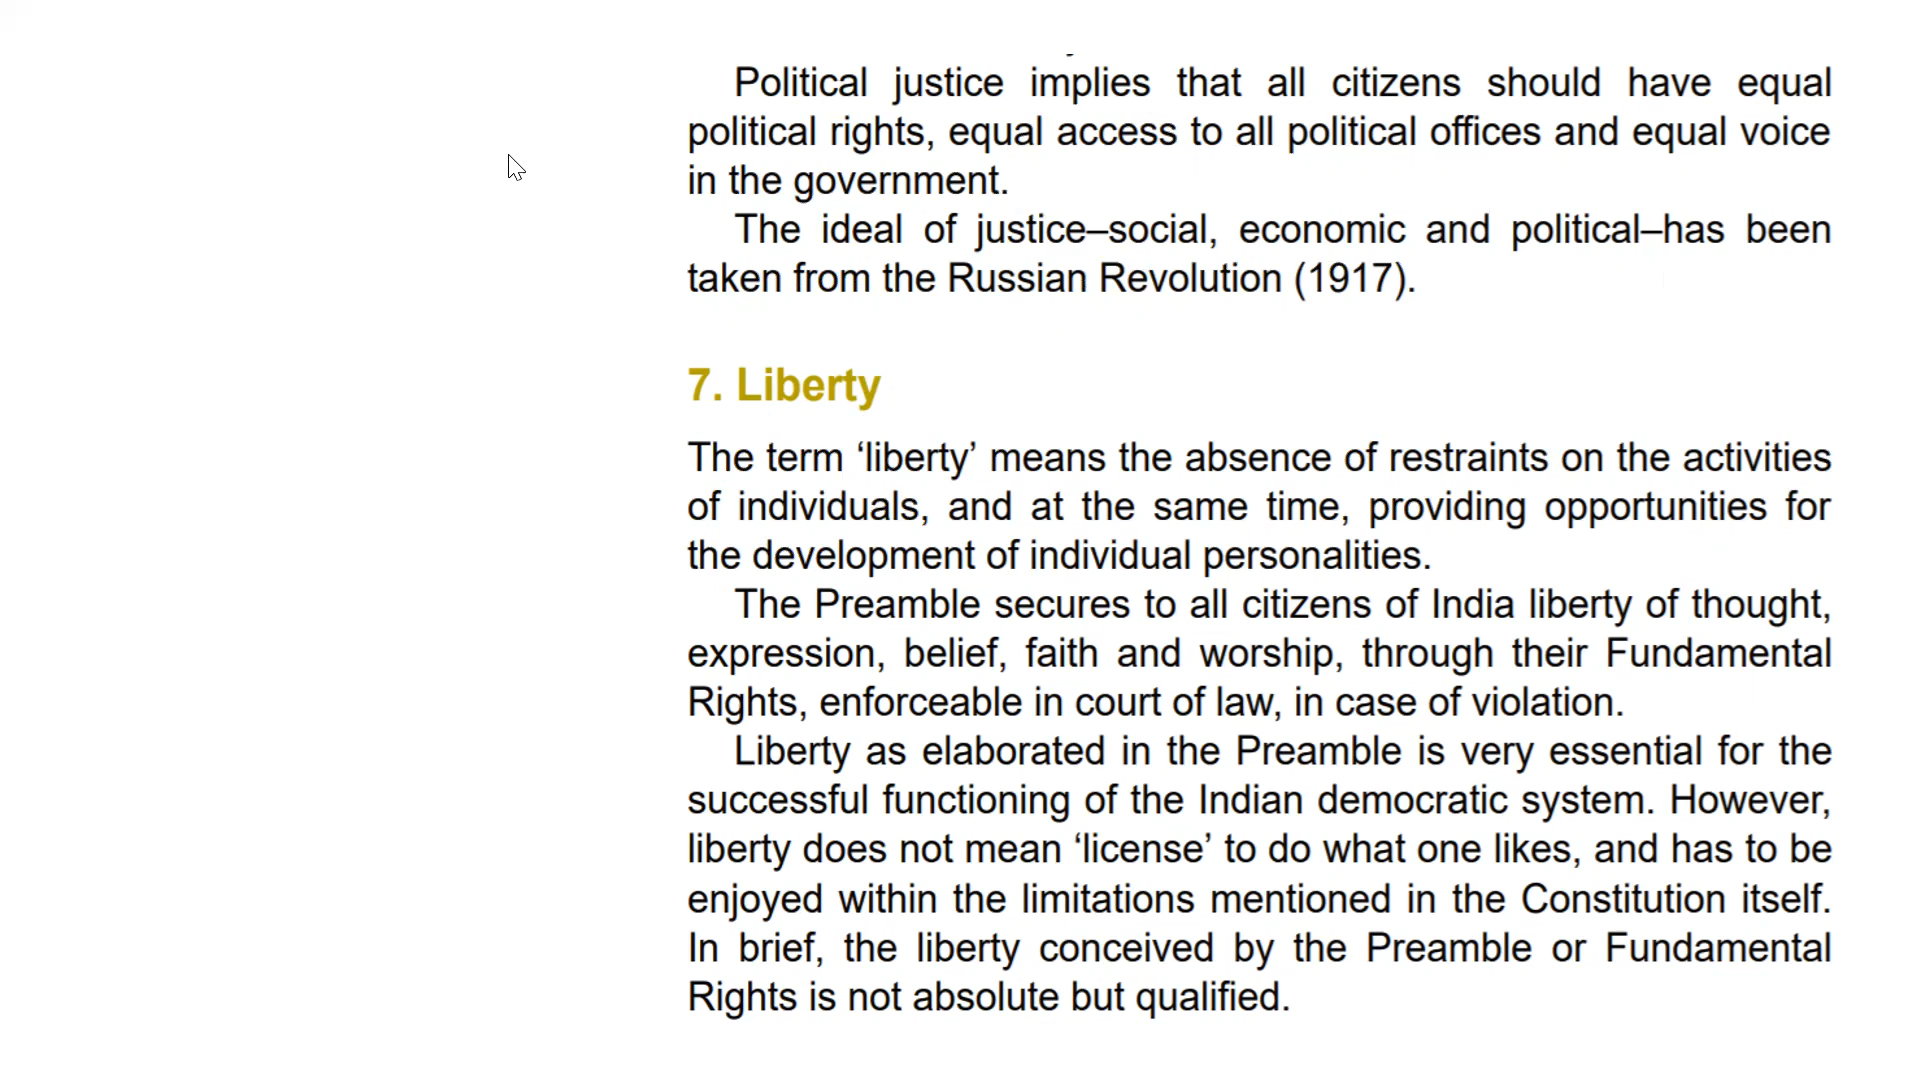 Political justice implies that all citizens should have equal
political rights, equal access to all political offices and equal voice
in the government.
The ideal of justice–social, economic and political–has been
taken from the Russian Revolution (1917).
7. Liberty
The term ‘liberty’ means the absence of restraints on the activities
of individuals, and at the same time, providing opportunities for
the development of individual personalities.
The Preamble secures to all citizens of India liberty of thought,
expression, belief, faith and worship, through their Fundamental
Rights, enforceable in court of law, in case of violation.
Liberty as elaborated in the Preamble is very essential for the
successful functioning of the Indian democratic system. However,
liberty does not mean ‘license’ to do what one likes, and has to be
enjoyed within the limitations mentioned in the Constitution itself.
In brief, the liberty conceived by the Preamble or Fundamental
Rights is not absolute but qualified.